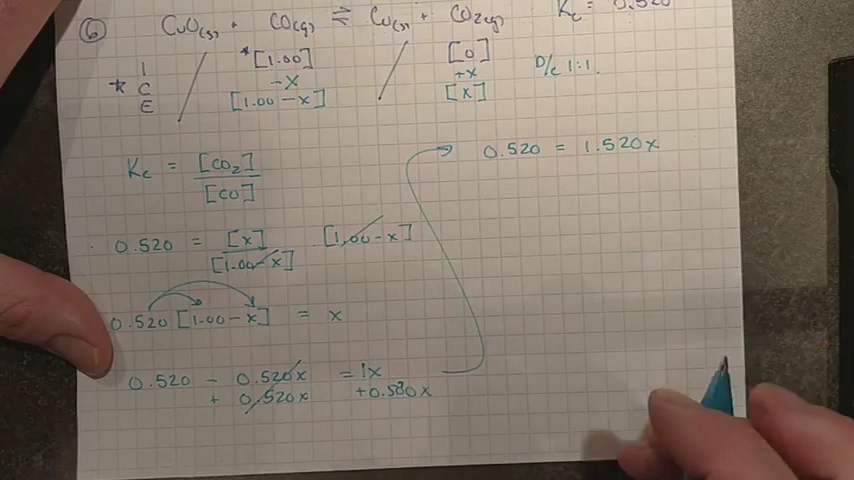 ⑥ CuO(s) + CO(g) ⇌ Cu(s) + CO2(g) Kc = 0.520
I *[1.00] [0]
* C -x +x D/c 1:1.
E [1.00-x] [x]
Kc = [CO2] / [CO]
0.520 = [x] / [1.00-x] · [1.00-x]
0.520 [1.00-x] = x
0.520 - 0.520x = 1x
+ 0.520x +0.520x
0.520 = 1.520x